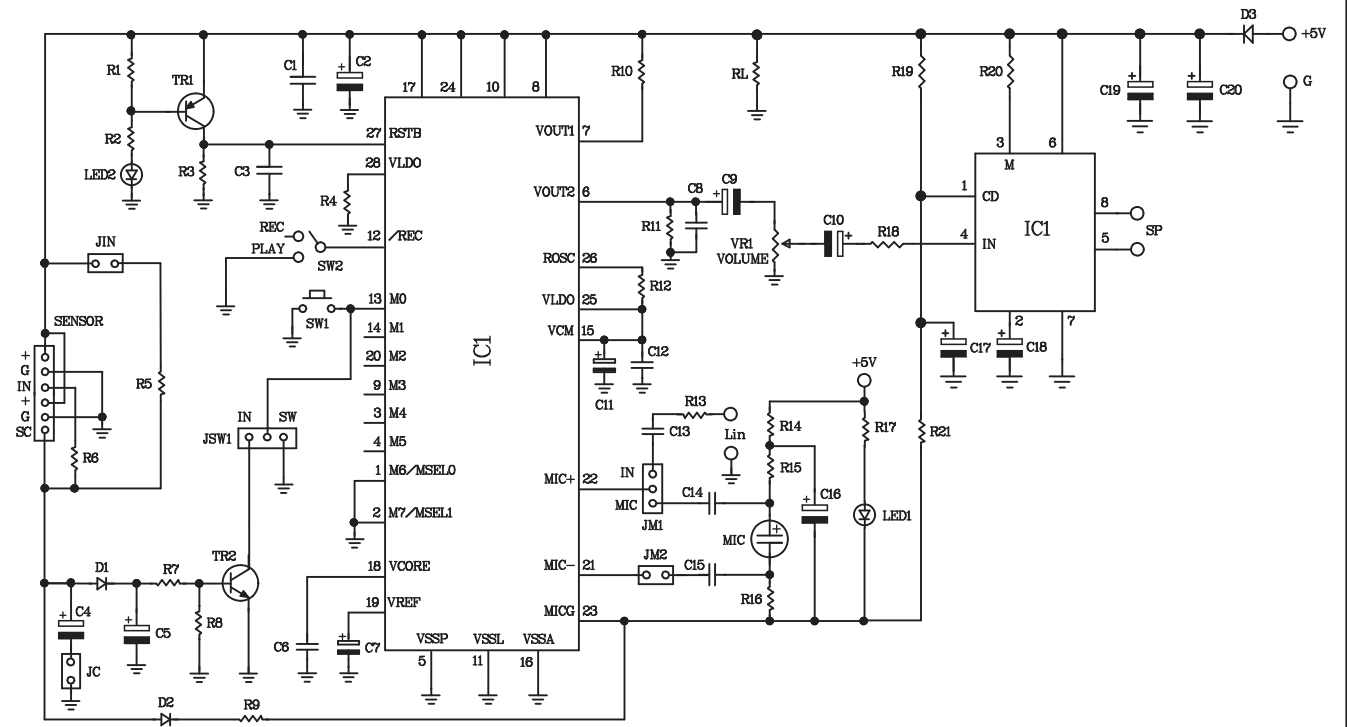 D3
+5V
R1
TR1
C1
+
C2
17
24
10
8
R10
RL
R19
R20
C19
+
C20
+
G
R2
27
RSTB
VOUT1
7
3
M
6
LED2
R3
C3
28
VLDO
1
CD
8
R4
VOUT2
6
C8
+
C9
IC1
SP
REC
12
/REC
R11
C10
+
R18
4
IN
5
JIN
PLAY
SW2
VR1
VOLUME
ROSC
26
R12
13
M0
VLDO
25
2
7
SENSOR
SW1
14
M1
IC1
VCM
15
+
C17
+
C18
+
G
IN
+
G
SC
20
M2
+
C11
C12
+5V
R5
9
M3
R13
3
M4
C13
Lin
R14
R17
R21
IN
SW
JSW1
4
M5
R15
R6
1
M6/MSEL0
MIC+
22
IN
MIC
C14
+
C16
2
M7/MSEL1
JM1
MIC
+
LED1
TR2
18
VCORE
MIC-
21
JM2
C15
D1
R7
R16
+
C4
+
C5
R8
19
VREF
MICG
23
C6
+
C7
VSSP
VSSL
VSSA
JC
5
11
16
D2
R9